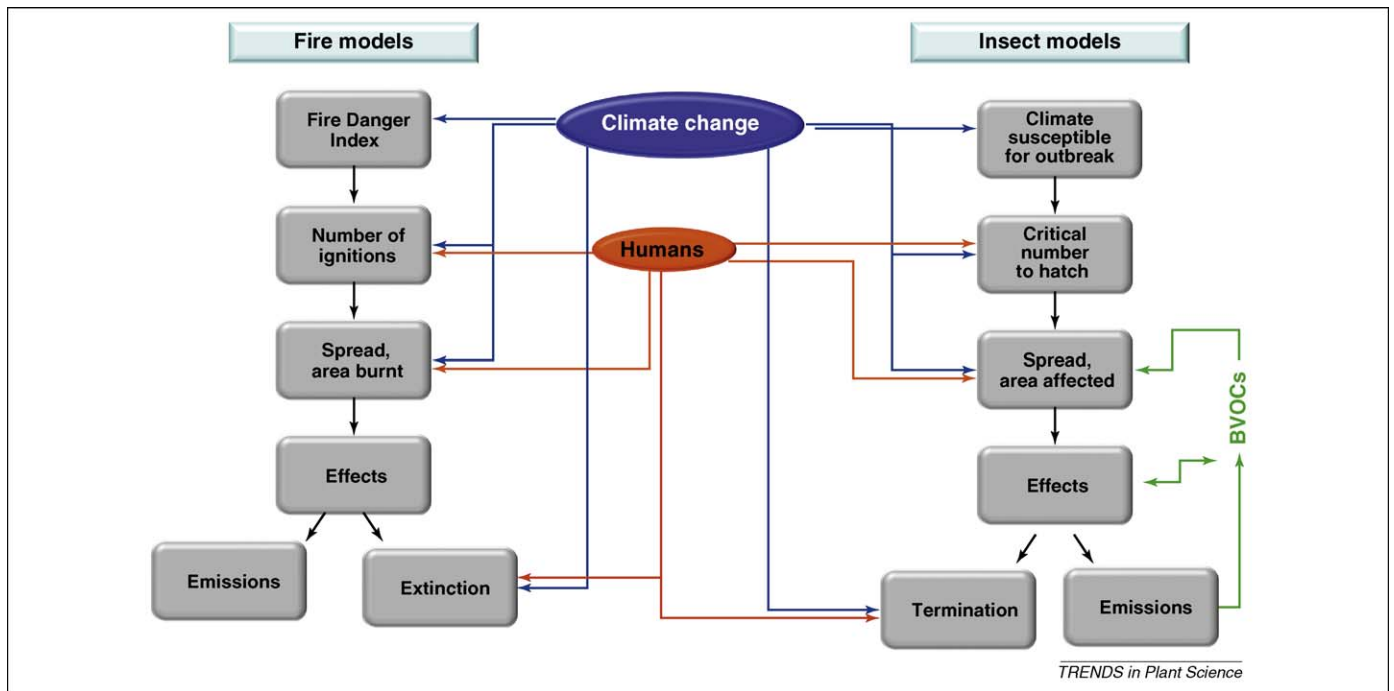 Fire models
Insect models
Climate change
Fire Danger
Index
Climate
susceptible
for outbreak
Number of
ignitions
Humans
Critical
number
to hatch
Spread,
area burnt
Spread,
area affected
BVOCs
Effects
Effects
Emissions
Extinction
Termination
Emissions
TRENDS in Plant Science